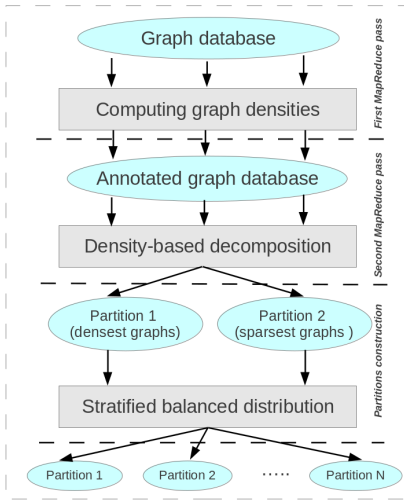 Graph database
Computing graph densities
First MapReduce pass
Annotated graph database
Density-based decomposition
Second MapReduce pass
Partition 1
(densest graphs)
Partition 2
(sparsest graphs )
Stratified balanced distribution
Partitions construction
Partition 1
Partition 2
.....
Partition N